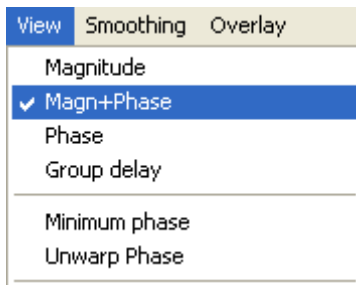 View Smoothing Overlay
Magnitude
Magn+Phase
Phase
Group delay
Minimum phase
Unwarp Phase